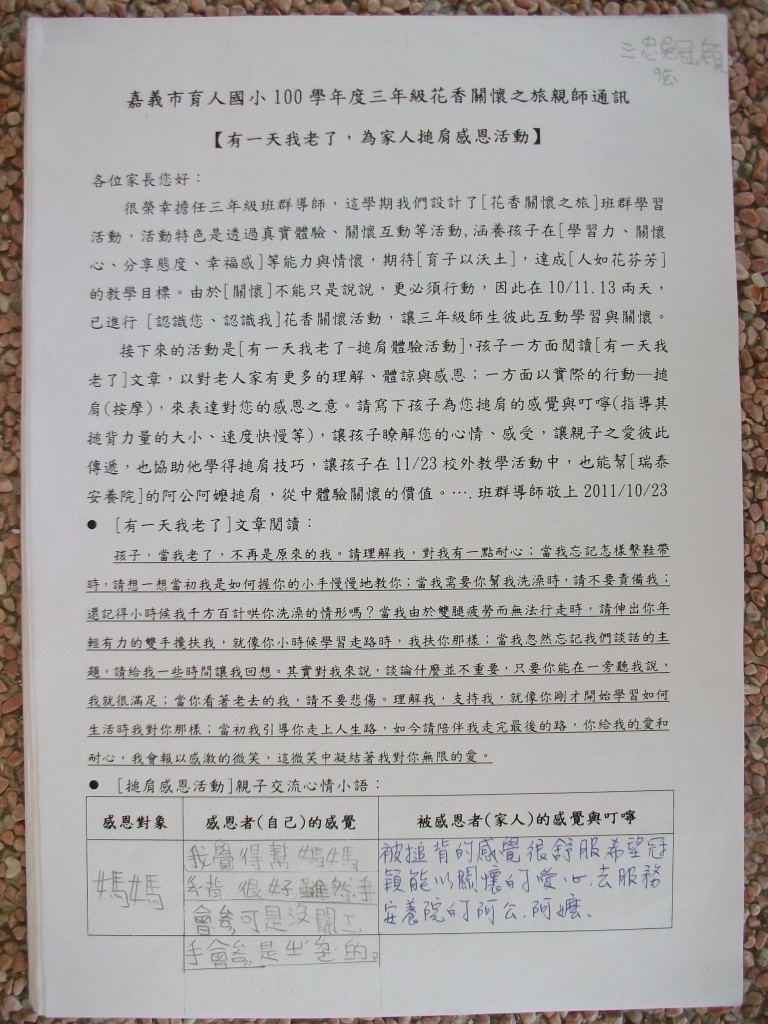 三忠 冠穎
嘉義市育人國小100學年度三年級花香關懷之旅親師通訊
【有一天我老了，為家人搥肩感恩活動】
各位家長您好：
很榮幸擔任三年級班群導師，這學期我們設計了[花香關懷之旅]班群學習
活動，活動特色是透過真實體驗、關懷互動等活動,涵養孩子在[學習力、關懷
心、分享態度、幸福感]等能力與情懷，期待[育子以沃土]，達成[人如花芬芳]
的教學目標。由於[關懷]不能只是說說，更必須行動，因此在10/11.13兩天，
已進行 [認識您、認識我]花香關懷活動，讓三年級師生彼此互動學習與關懷。
接下來的活動是[有一天我老了-搥肩體驗活動],孩子一方面閱讀[有一天我
老了]文章，以對老人家有更多的理解、體諒與感恩；一方面以實際的行動—搥
肩(按摩)，來表達對您的感恩之意。請寫下孩子為您搥肩的感覺與叮嚀(指導其
搥背力量的大小、速度快慢等)，讓孩子瞭解您的心情、感受，讓親子之愛彼此
傳遞，也協助他學得搥肩技巧，讓孩子在11/23校外教學活動中，也能幫[瑞泰
安養院]的阿公阿嬤搥肩，從中體驗關懷的價值。….班群導師敬上 2011/10/23
● [有一天我老了]文章閱讀：
孩子，當我老了，不再是原來的我。請理解我，對我有一點耐心；當我忘記怎樣繫鞋帶
時，請想一想當初我是如何握你的小手慢慢地教你；當我需要你幫我洗澡時，請不要責備我；
還記得小時候我千方百計哄你洗澡的情形嗎？當我由於雙腿疲勞而無法行走時，請伸出你年
輕有力的雙手攙扶我，就像你小時候學習走路時，我扶你那樣；當我忽然忘記我們談話的主
題，請給我一些時間讓我回想。其實對我來說，談論什麼並不重要，只要你能在一旁聽我說，
我就很滿足；當你看著老去的我，請不要悲傷。理解我，支持我，就像你剛才開始學習如何
生活時我對你那樣；當初我引導你走上人生路，如今請陪伴我走完最後的路，你給我的愛和
耐心，我會報以感激的微笑，這微笑中凝結著我對你無限的愛。
● [搥肩感恩活動]親子交流心情小語：
感恩對象 感恩者(自己)的感覺 被感恩者(家人)的感覺與叮嚀
媽媽
我覺得幫媽媽
背很好,雖然手
會 可是沒關
手會 是 的。
被搥背的感覺很舒服希望冠
穎能以關懷的愛心去服務
安養院的阿公.阿嬤.